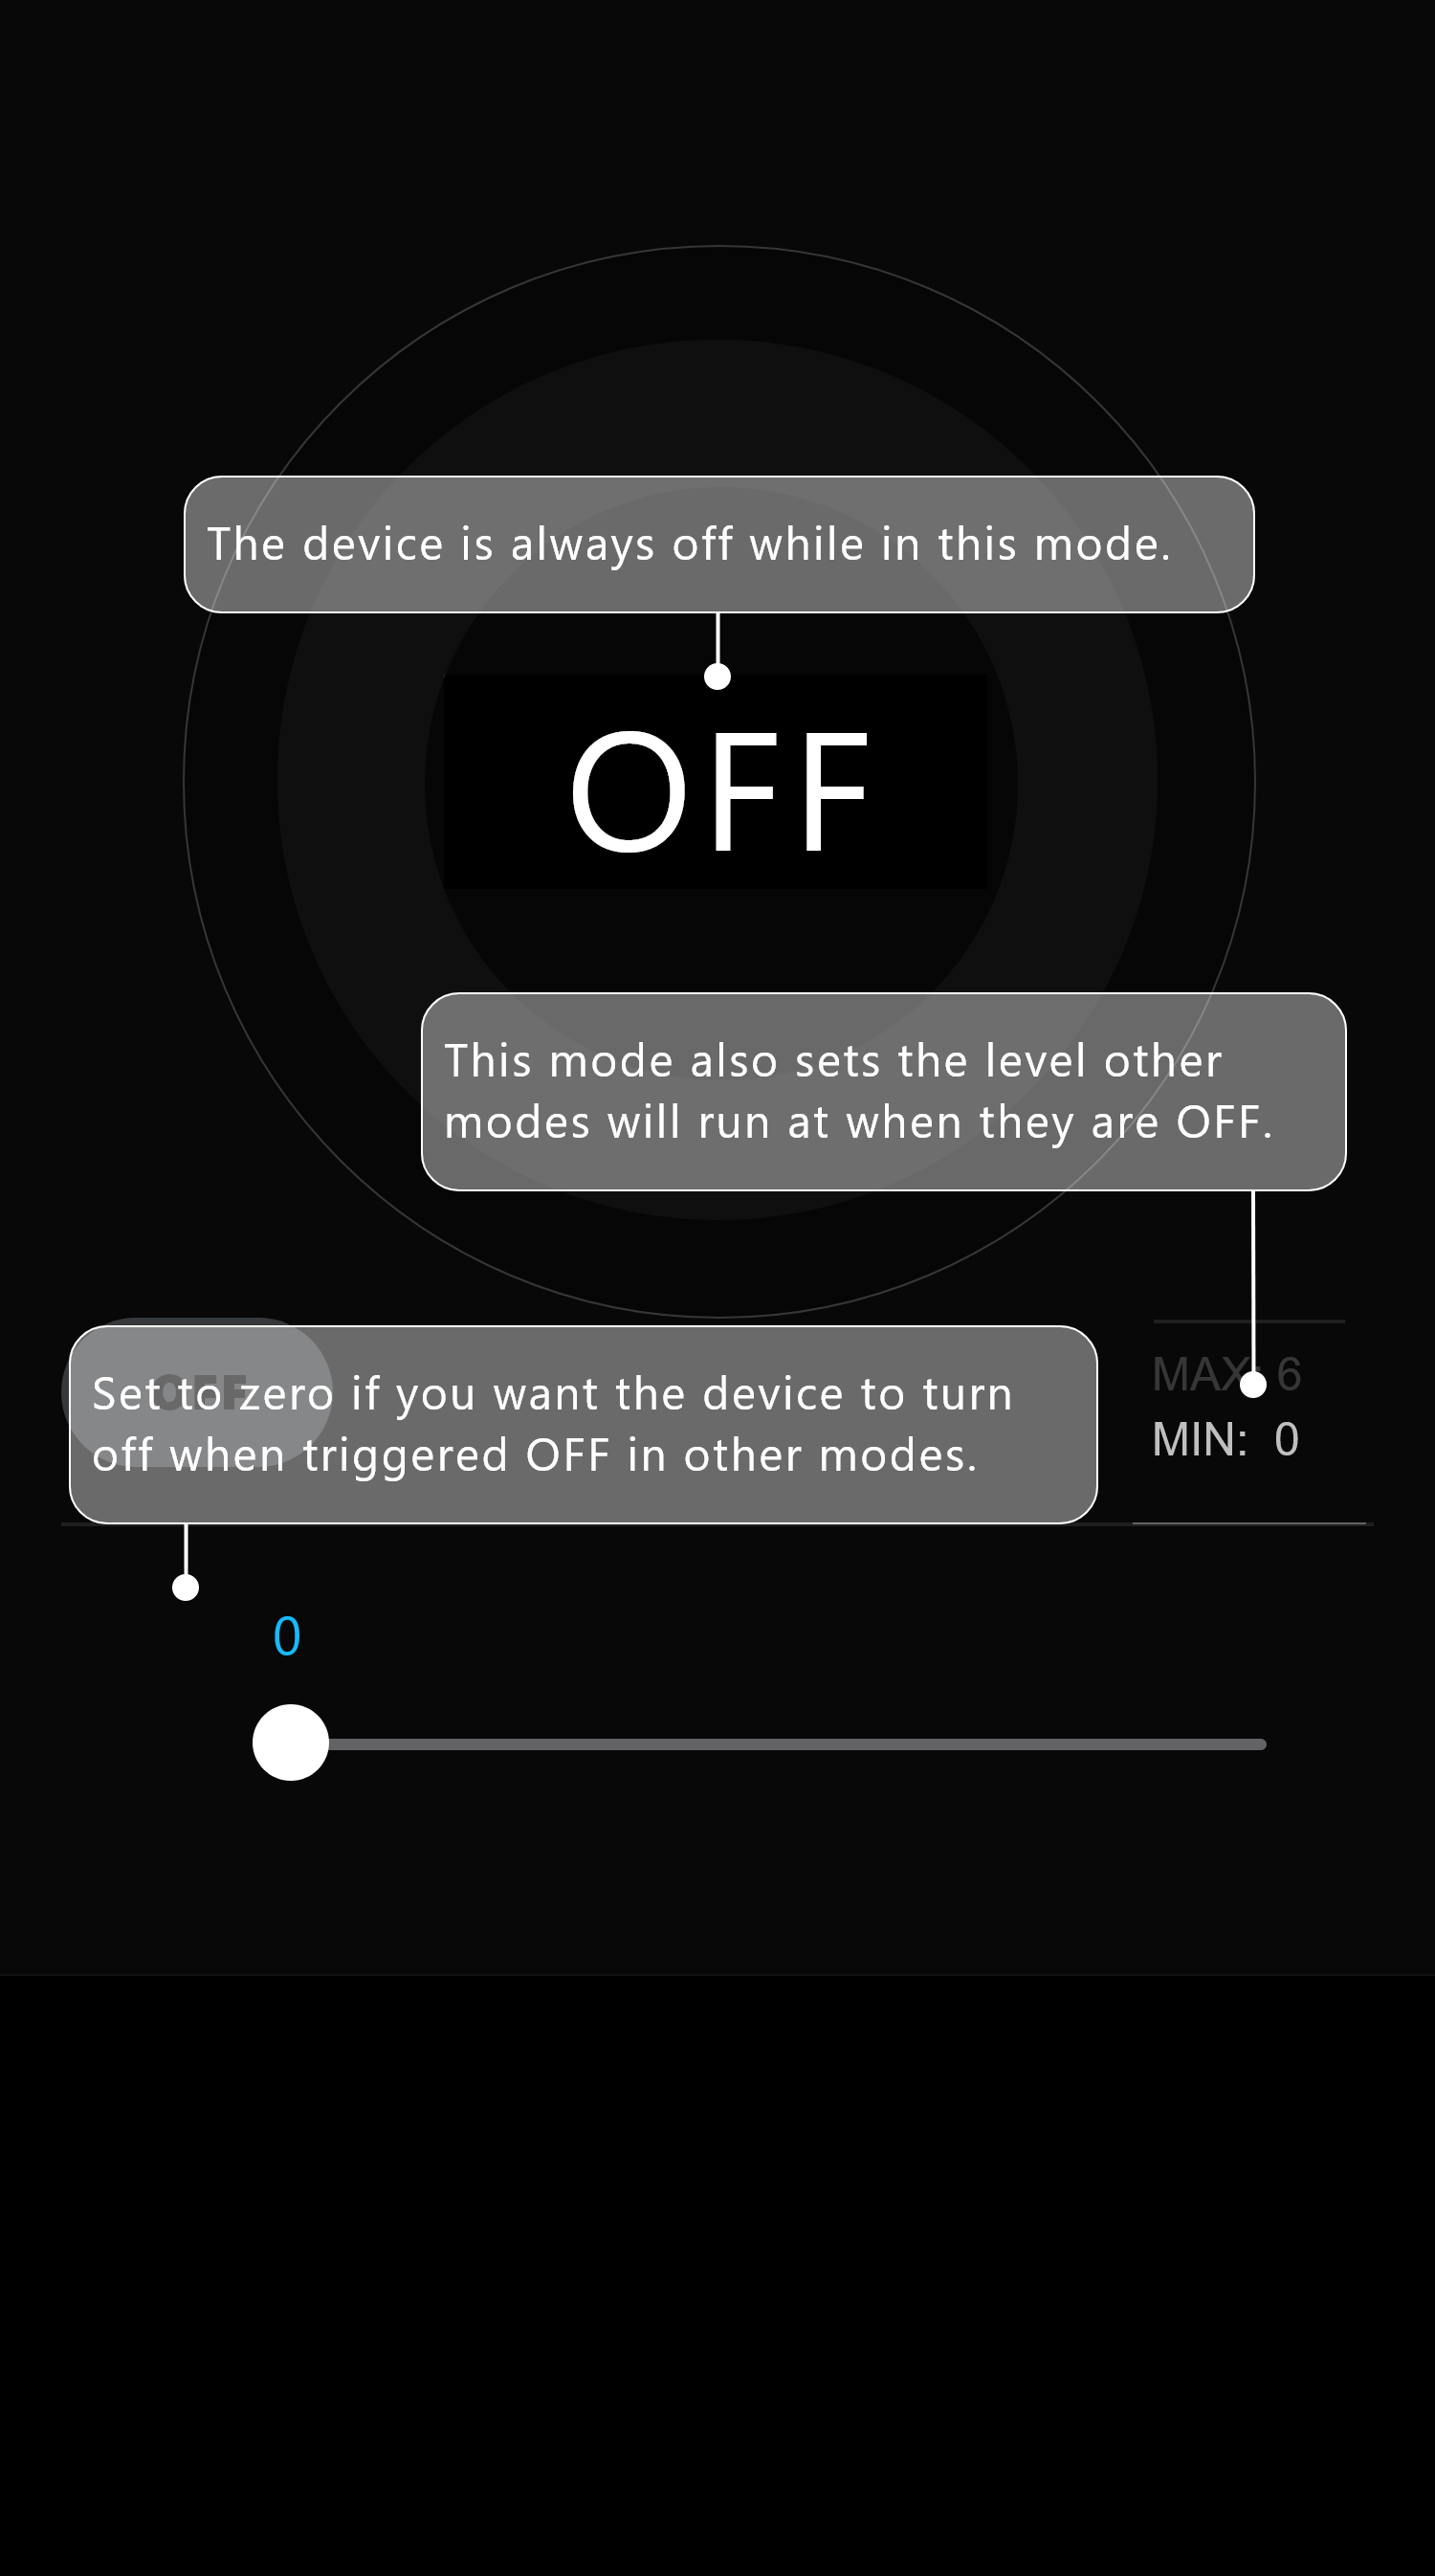 The device is always off while in this mode.
OFF
This mode also sets the level other
modes will run at when they are OFF.
OFF
Set to zero if you want the device to turn
off when triggered OFF in other modes.
MAX: 6
MIN: 0
0